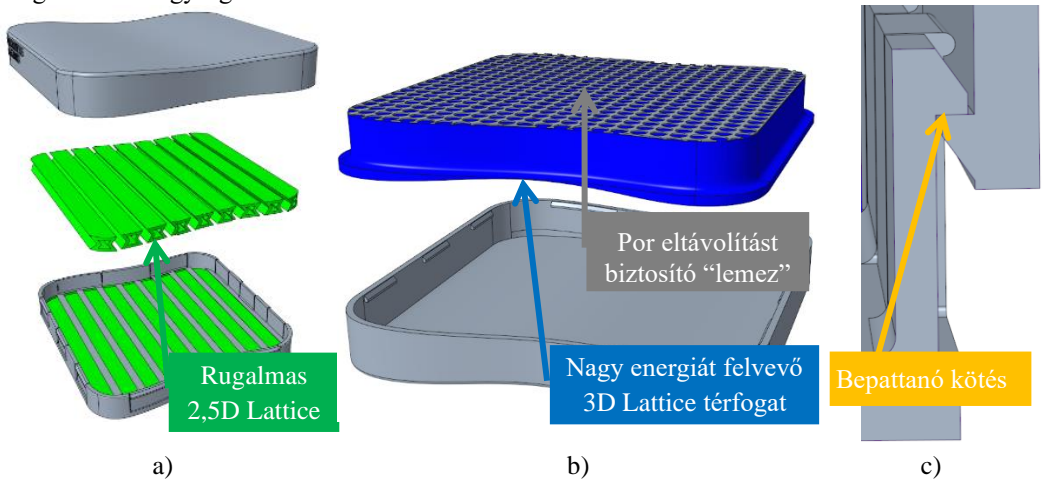 Rugalmas
2,5D Lattice
Por eltávolítást
biztosító “lemez”
Nagy energiát felvevő
3D Lattice térfogat
Bepattanó kötés
a)
b)
c)